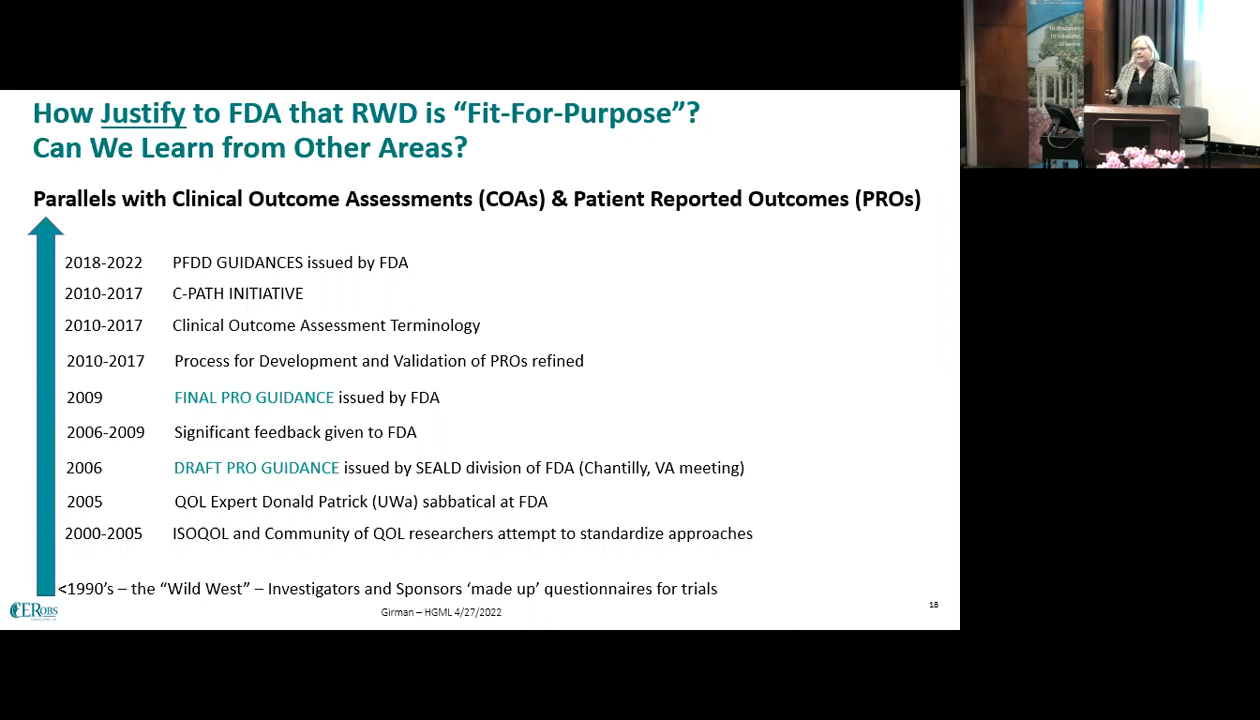 How Justify to FDA that RWD is “Fit-For-Purpose”?
Can We Learn from Other Areas?
Parallels with Clinical Outcome Assessments (COAs) & Patient Reported Outcomes (PROs)
2018-2022 PFDD GUIDANCES issued by FDA
2010-2017 C-PATH INITIATIVE
2010-2017 Clinical Outcome Assessment Terminology
2010-2017 Process for Development and Validation of PROs refined
2009 FINAL PRO GUIDANCE issued by FDA
2006-2009 Significant feedback given to FDA
2006 DRAFT PRO GUIDANCE issued by SEALD division of FDA (Chantilly, VA meeting)
2005 QOL Expert Donald Patrick (UWa) sabbatical at FDA
2000-2005 ISOQOL and Community of QOL researchers attempt to standardize approaches
<1990’s – the “Wild West” – Investigators and Sponsors ‘made up’ questionnaires for trials
CEROBS
Girman – HGML 4/27/2022
18
to discover,
to educate,
to serve